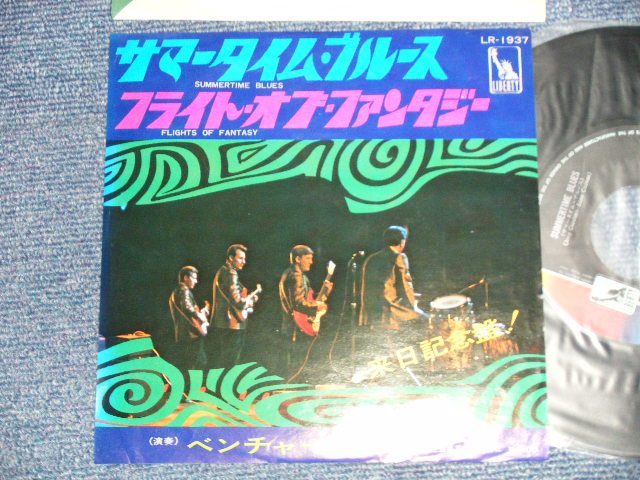 LR-1937
サマータイム・ブルース
SUMMERTIME BLUES
LIBERTY
フライト・オブ・ファンタジー
FLIGHTS OF FANTASY
来日記念盤!
(演奏) ベンチャ
SUMMERTIME BLUES